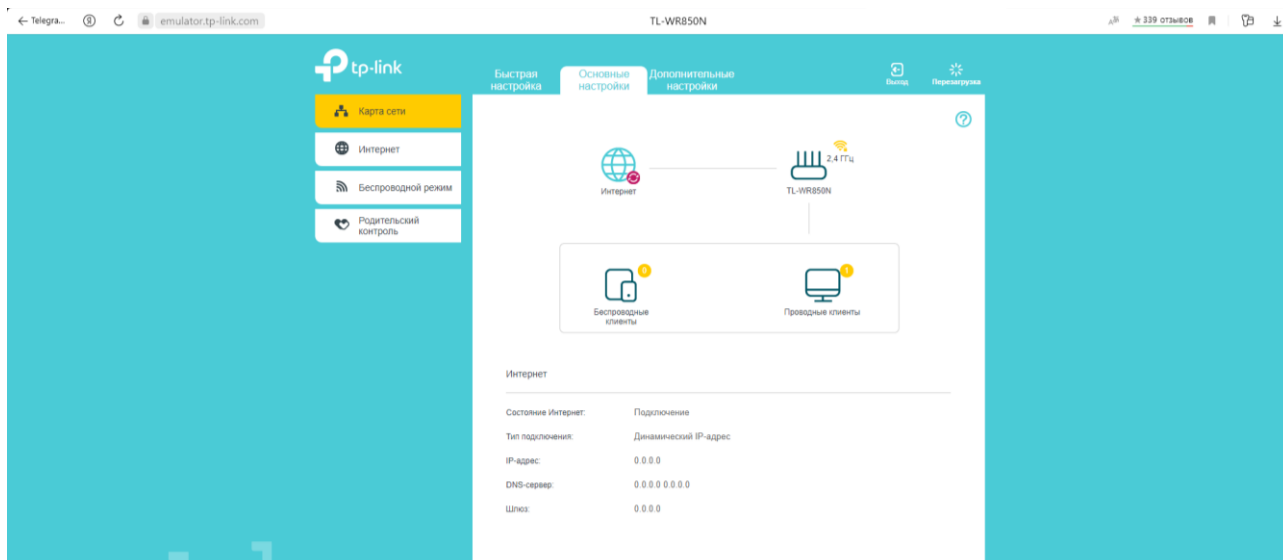 ← Telegra...
Я
emulator.tp-link.com
TL-WR850N
339 отзывов
tp-link
Быстрая
настройка
Основные
настройки
Дополнительные
настройки
Выход
Перезагрузка
Карта сети
Интернет
Беспроводной режим
Родительский
контроль
?
2,4 ГГц
Интернет
TL-WR850N
0
1
Беспроводные
клиенты
Проводные клиенты
Интернет
Состояние Интернет: Подключение
Тип подключения: Динамический IP-адрес
IP-адрес: 0.0.0.0
DNS-сервер: 0.0.0.0 0.0.0.0
Шлюз: 0.0.0.0